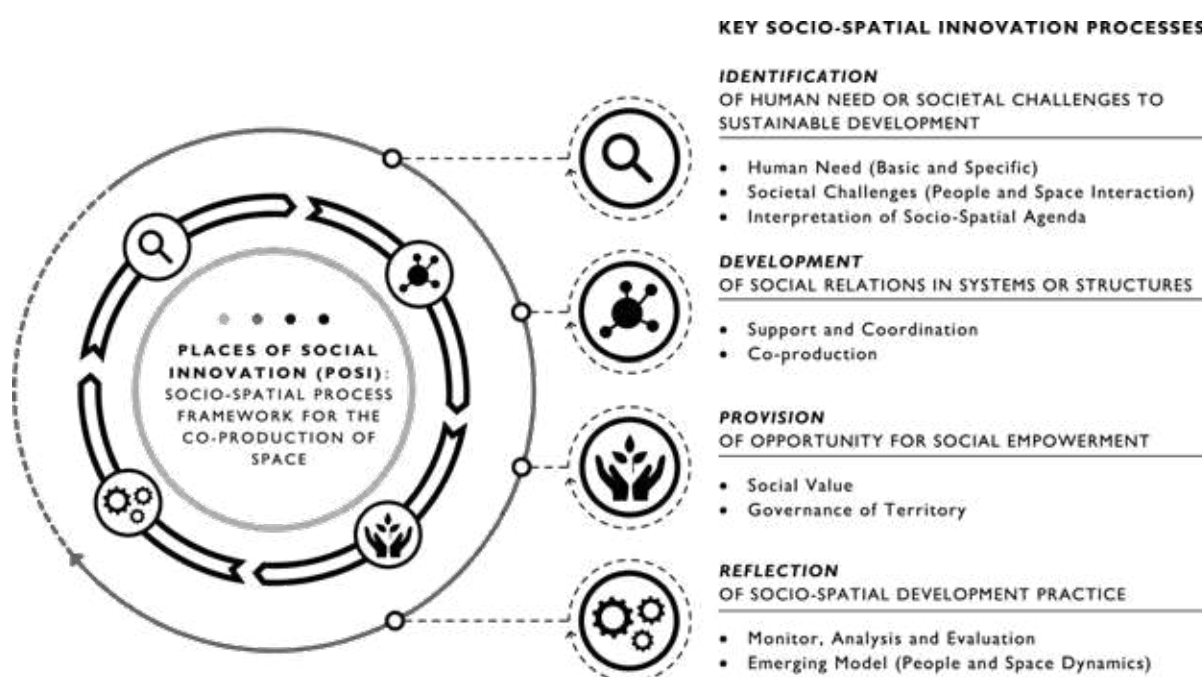 PLACES OF SOCIAL
INNOVATION (POSI):
SOCIO-SPATIAL PROCESS
FRAMEWORK FOR THE
CO-PRODUCTION OF
SPACE
KEY SOCIO-SPATIAL INNOVATION PROCESSES
IDENTIFICATION
OF HUMAN NEED OR SOCIETAL CHALLENGES TO
SUSTAINABLE DEVELOPMENT
• Human Need (Basic and Specific)
• Societal Challenges (People and Space Interaction)
• Interpretation of Socio-Spatial Agenda
DEVELOPMENT
OF SOCIAL RELATIONS IN SYSTEMS OR STRUCTURES
• Support and Coordination
• Co-production
PROVISION
OF OPPORTUNITY FOR SOCIAL EMPOWERMENT
• Social Value
• Governance of Territory
REFLECTION
OF SOCIO-SPATIAL DEVELOPMENT PRACTICE
• Monitor, Analysis and Evaluation
• Emerging Model (People and Space Dynamics)